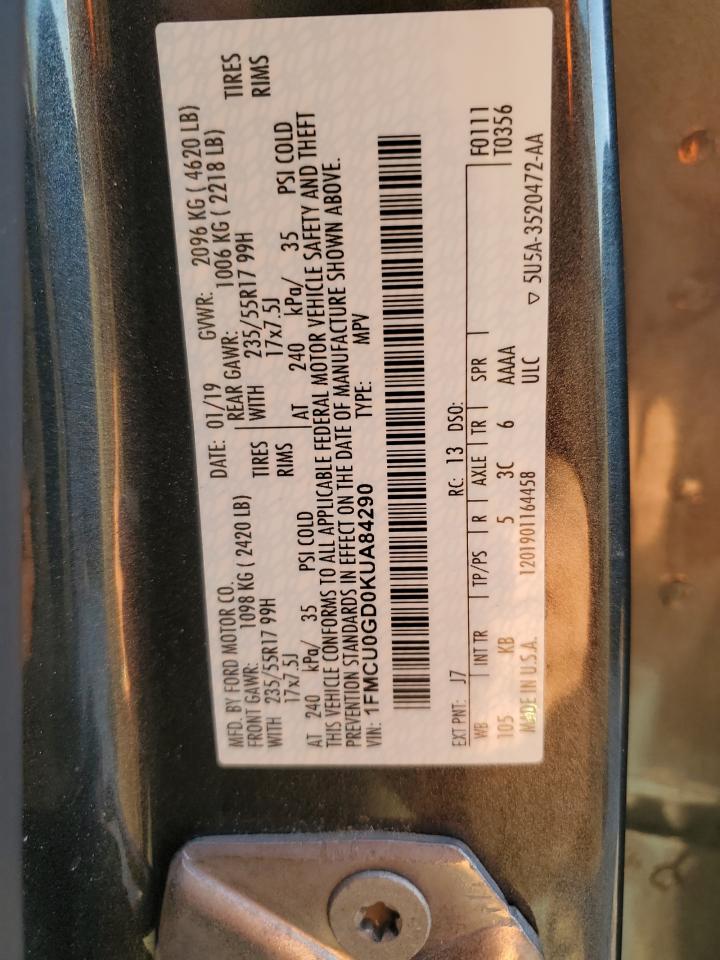 MFD. BY FORD MOTOR CO.
DATE: 01/19 GVWR: 2096 KG ( 4620 LB)
FRONT GAWR: 1098 KG ( 2420 LB) REAR GAWR: 1006 KG ( 2218 LB)
WITH 235/55R17 99H TIRES WITH 235/55R17 99H TIRES
17x7.5J RIMS 17x7.5J RIMS
AT 240 kPa/ 35 PSI COLD AT 240 kPa/ 35 PSI COLD
THIS VEHICLE CONFORMS TO ALL APPLICABLE FEDERAL MOTOR VEHICLE SAFETY AND THEFT
PREVENTION STANDARDS IN EFFECT ON THE DATE OF MANUFACTURE SHOWN ABOVE.
VIN: 1FMCU0GD0KUA84290 TYPE: MPV
EXT PNT: J7 RC: 13 DSO:
WB INT TR TP/PS R AXLE TR SPR F0111
105 KB 5 3C 6 AAAA T0356
MADE IN U.S.A. 1201901164458 ULC ▽ 5U5A-3520472-AA